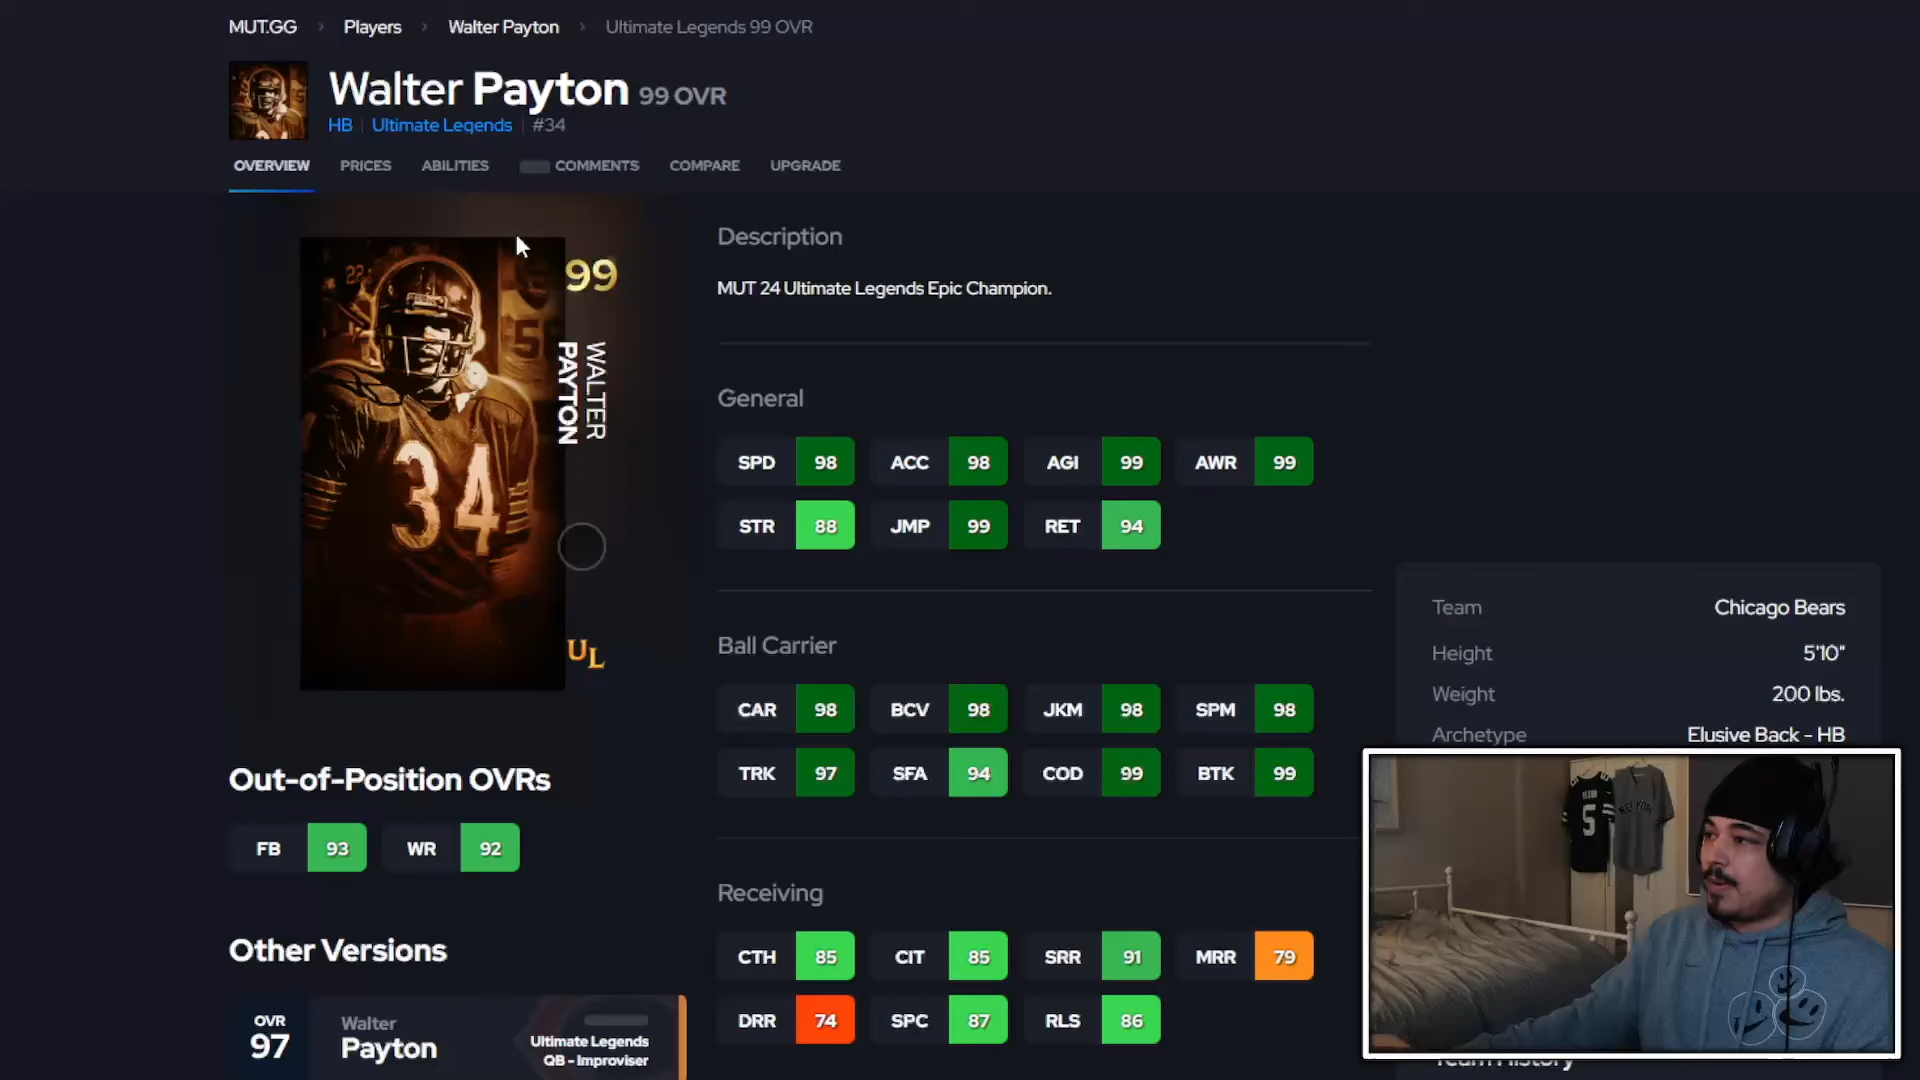 MUT.GG > Players > Walter Payton > Ultimate Legends 99 OVR
Walter Payton 99 OVR
HB | Ultimate Legends | #34
OVERVIEW PRICES ABILITIES COMMENTS COMPARE UPGRADE
99
WALTER
PAYTON
34
UL
Out-of-Position OVRs
FB 93 WR 92
Other Versions
OVR
97
Walter
Payton
Ultimate Legends
QB - Improviser
Description
MUT 24 Ultimate Legends Epic Champion.
General
SPD 98 ACC 98 AGI 99 AWR 99
STR 88 JMP 99 RET 94
Ball Carrier
CAR 98 BCV 98 JKM 98 SPM 98
TRK 97 SFA 94 COD 99 BTK 99
Receiving
CTH 85 CIT 85 SRR 91 MRR 79
DRR 74 SPC 87 RLS 86
Team Chicago Bears
Height 5'10"
Weight 200 lbs.
Archetype Elusive Back - HB
5
NEW YORK
Team History